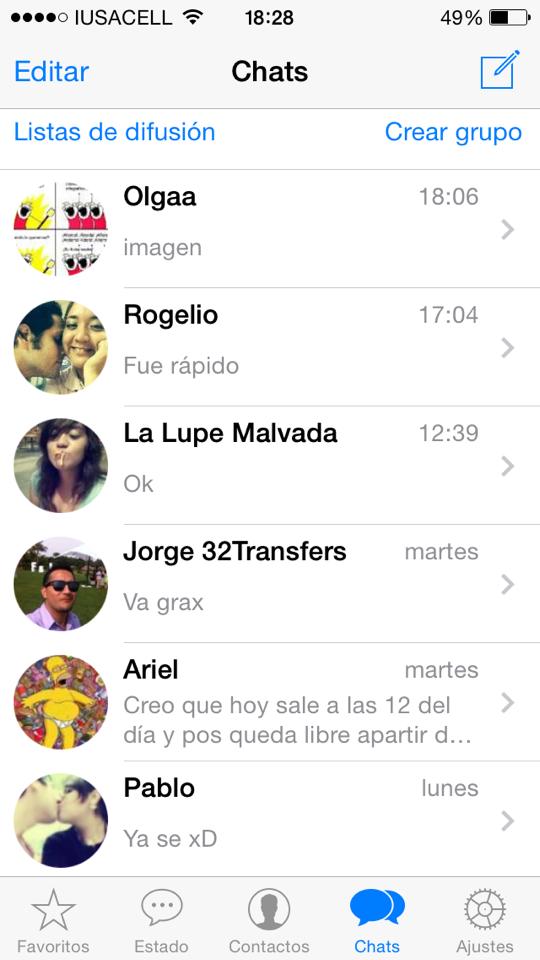 IUSACELL 18:28 49%
Editar Chats
Listas de difusión Crear grupo
Olgaa 18:06
imagen
Rogelio 17:04
Fue rápido
La Lupe Malvada 12:39
Ok
Jorge 32Transfers martes
Va grax
Ariel martes
Creo que hoy sale a las 12 del
día y pos queda libre apartir d...
Pablo lunes
Ya se xD
Favoritos Estado Contactos Chats Ajustes